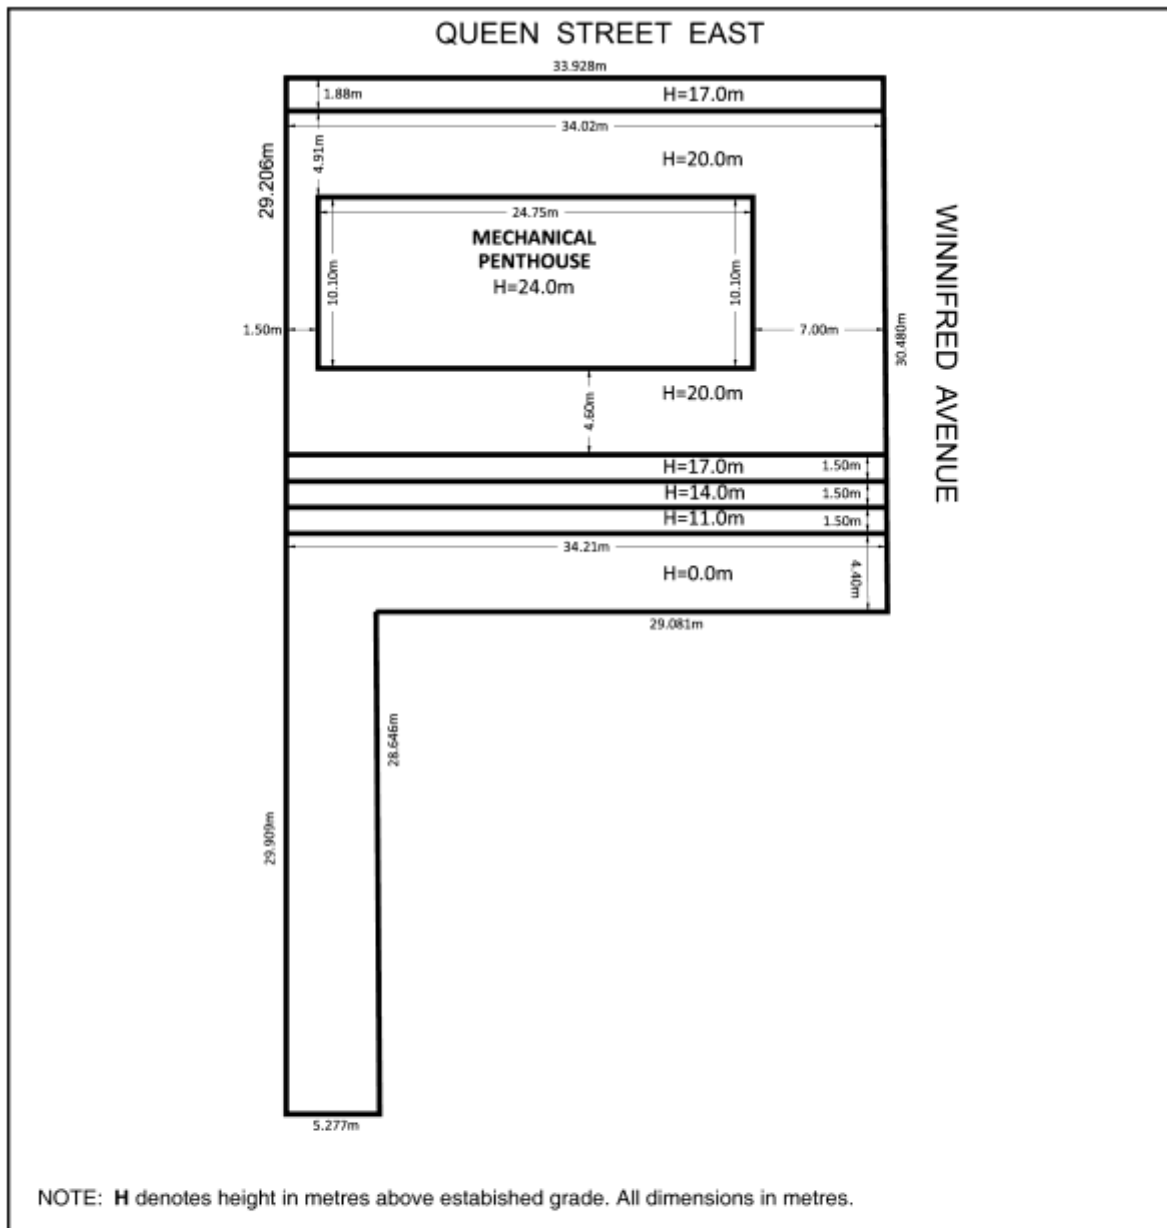 QUEEN STREET EAST
33.928m
1.88m
H=17.0m
34.02m
4.91m
H=20.0m
29.206m
24.75m
MECHANICAL
PENTHOUSE
H=24.0m
10.10m
10.10m
1.50m
7.00m
30.480m
WINNIFRED AVENUE
H=20.0m
4.60m
H=17.0m
1.50m
H=14.0m
1.50m
H=11.0m
1.50m
34.21m
H=0.0m
4.40m
29.081m
28.646m
29.909m
5.277m
NOTE: H denotes height in metres above estabished grade. All dimensions in metres.